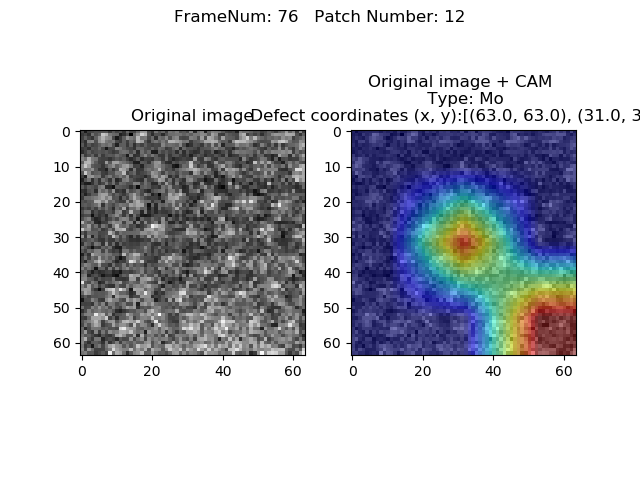 FrameNum: 76   Patch Number: 12
Original image + CAM
Type: Mo
Original image
Defect coordinates (x, y):[(63.0, 63.0), (31.0, 3
0
10
20
30
40
50
60
0 20 40 60
0
10
20
30
40
50
60
0 20 40 60